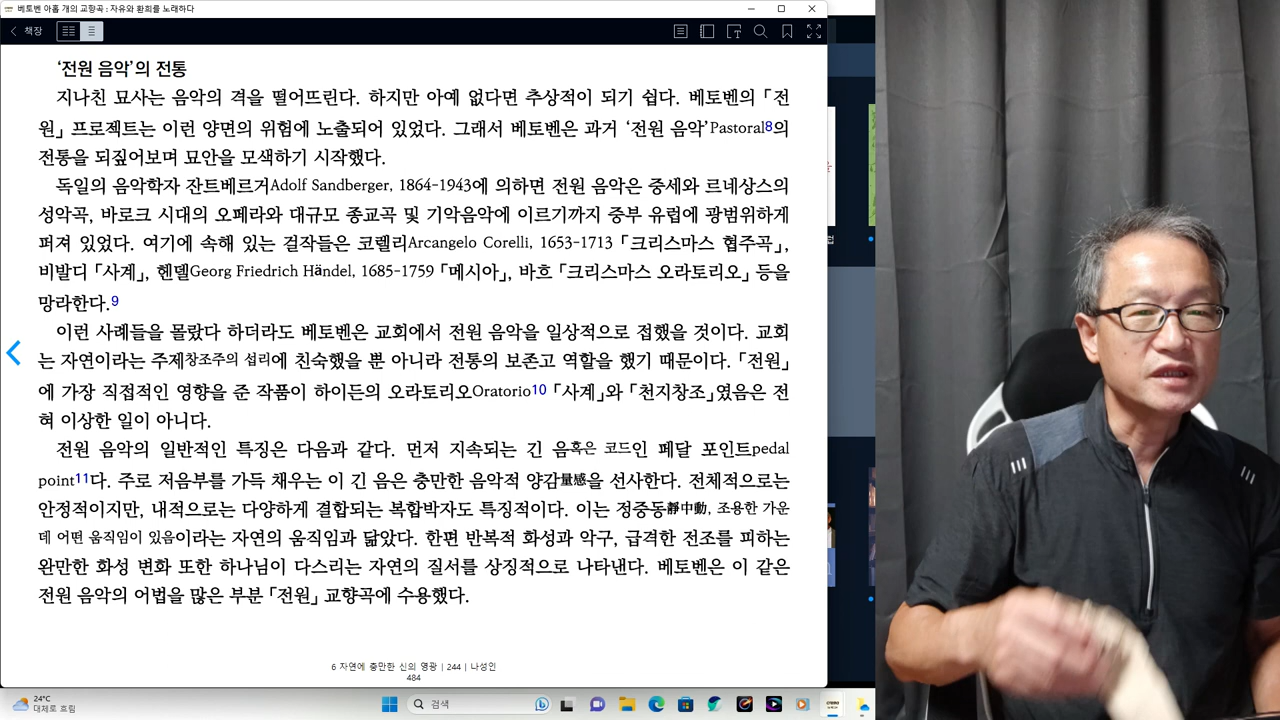 베토벤 아홉 개의 교향곡 : 자유와 환희를 노래하다
책장
‘전원 음악’의 전통
지나친 묘사는 음악의 격을 떨어뜨린다. 하지만 아예 없다면 추상적이 되기 쉽다. 베토벤의 「전
원」 프로젝트는 이런 양면의 위험에 노출되어 있었다. 그래서 베토벤은 과거 ‘전원 음악’Pastoral8의
전통을 되짚어보며 묘안을 모색하기 시작했다.
독일의 음악학자 잔트베르거Adolf Sandberger, 1864-1943에 의하면 전원 음악은 중세와 르네상스의
성악곡, 바로크 시대의 오페라와 대규모 종교곡 및 기악음악에 이르기까지 중부 유럽에 광범위하게
퍼져 있었다. 여기에 속해 있는 걸작들은 코렐리Arcangelo Corelli, 1653-1713 「크리스마스 협주곡」,
비발디 「사계」, 헨델Georg Friedrich Händel, 1685-1759 「메시아」, 바흐 「크리스마스 오라토리오」 등을
망라한다.9
이런 사례들을 몰랐다 하더라도 베토벤은 교회에서 전원 음악을 일상적으로 접했을 것이다. 교회
는 자연이라는 주제창조주의 섭리에 친숙했을 뿐 아니라 전통의 보존고 역할을 했기 때문이다. 「전원」
에 가장 직접적인 영향을 준 작품이 하이든의 오라토리오Oratorio10 「사계」와 「천지창조」였음은 전
혀 이상한 일이 아니다.
전원 음악의 일반적인 특징은 다음과 같다. 먼저 지속되는 긴 음혹은 코드인 페달 포인트pedal
point11다. 주로 저음부를 가득 채우는 이 긴 음은 충만한 음악적 양감量感을 선사한다. 전체적으로는
안정적이지만, 내적으로는 다양하게 결합되는 복합박자도 특징적이다. 이는 정중동靜中動, 조용한 가운
데 어떤 움직임이 있음이라는 자연의 움직임과 닮았다. 한편 반복적 화성과 악구, 급격한 전조를 피하는
완만한 화성 변화 또한 하나님이 다스리는 자연의 질서를 상징적으로 나타낸다. 베토벤은 이 같은
전원 음악의 어법을 많은 부분 「전원」 교향곡에 수용했다.
6 자연에 충만한 신의 영광 | 244 | 나성인
484
24°C
대체로 흐림
검색